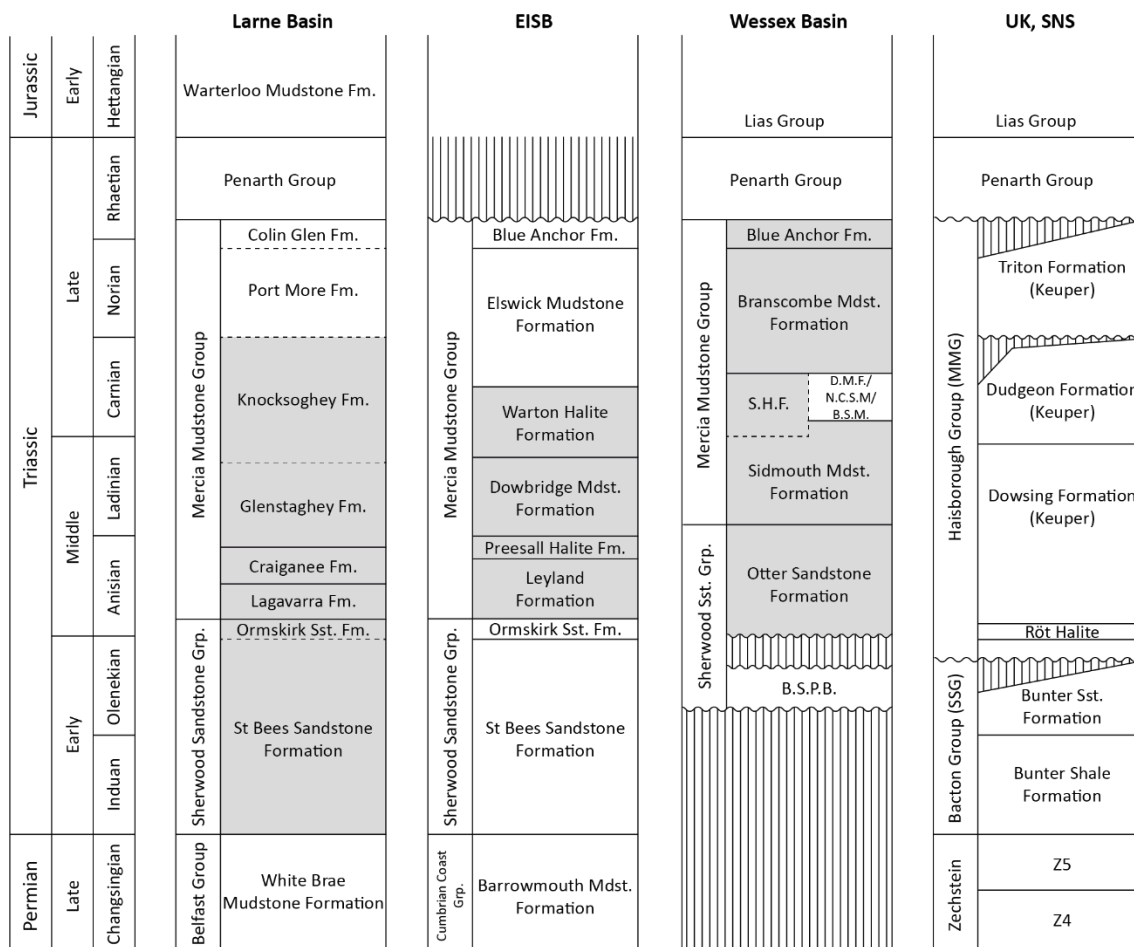 Larne Basin
EISB
Wessex Basin
UK, SNS
Jurassic
Triassic
Permian
Early
Late
Middle
Early
Late
Hettangian
Rhaetian
Norian
Carnian
Ladinian
Anisian
Olenekian
Induan
Changsingian
Warterloo Mudstone Fm.
Penarth Group
Mercia Mudstone Group
Colin Glen Fm.
Port More Fm.
Knocksoghey Fm.
Glenstaghey Fm.
Craiganee Fm.
Lagavarra Fm.
Sherwood Sandstone Grp.
Ormskirk Sst. Fm.
St Bees Sandstone
Formation
Belfast Group
White Brae
Mudstone Formation
Mercia Mudstone Group
Blue Anchor Fm.
Elswick Mudstone
Formation
Warton Halite
Formation
Dowbridge Mdst.
Formation
Preesall Halite Fm.
Leyland
Formation
Sherwood Sandstone Grp.
Ormskirk Sst. Fm.
St Bees Sandstone
Formation
Cumbrian Coast
Grp.
Barrowmouth Mdst.
Formation
Lias Group
Penarth Group
Mercia Mudstone Group
Blue Anchor Fm.
Branscombe Mdst.
Formation
S.H.F.
D.M.F./
N.C.S.M/
B.S.M.
Sidmouth Mdst.
Formation
Sherwood Sst. Grp.
Otter Sandstone
Formation
B.S.P.B.
Lias Group
Penarth Group
Haisborough Group (MMG)
Triton Formation
(Keuper)
Dudgeon Formation
(Keuper)
Dowsing Formation
(Keuper)
Röt Halite
Bacton Group (SSG)
Bunter Sst.
Formation
Bunter Shale
Formation
Zechstein
Z5
Z4